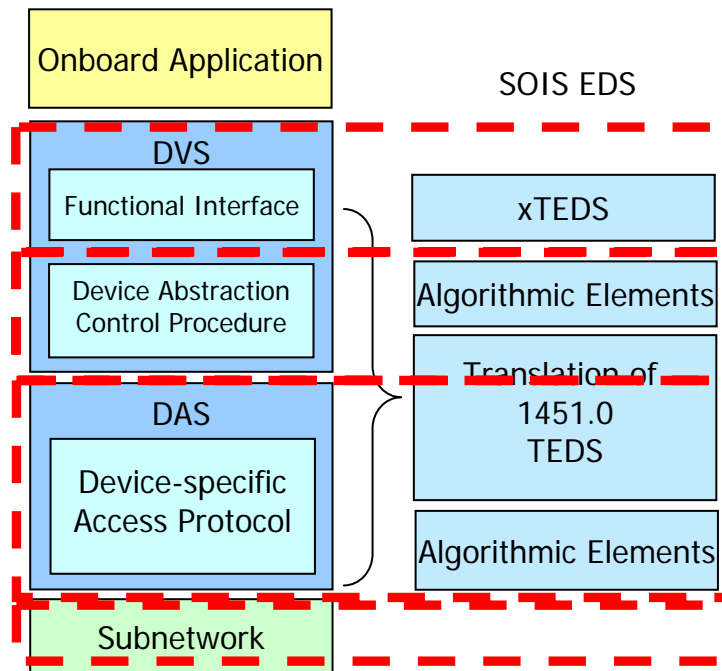 Onboard Application
SOIS EDS
DVS
Functional Interface
xTEDS
Device Abstraction
Control Procedure
Algorithmic Elements
Translation of
1451.0
TEDS
DAS
Device-specific
Access Protocol
Algorithmic Elements
Subnetwork